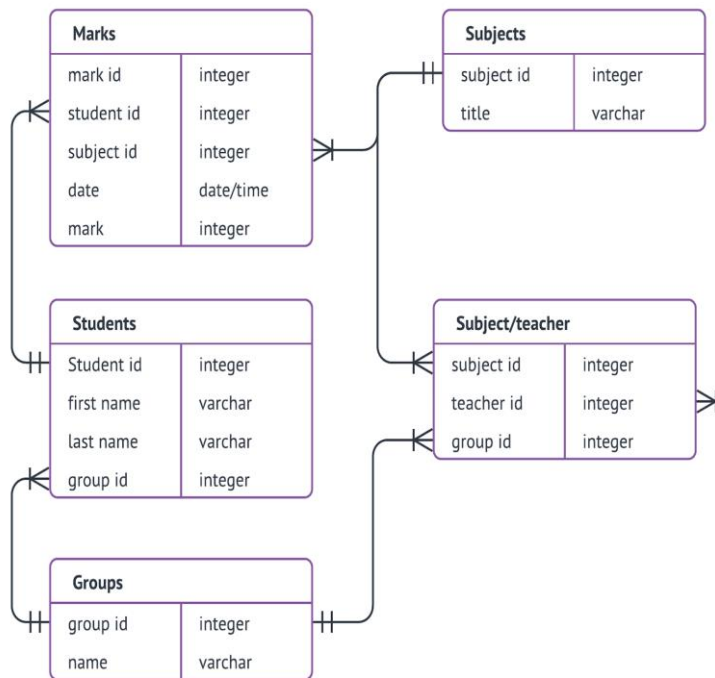 Marks
mark id integer
student id integer
subject id integer
date date/time
mark integer
Subjects
subject id integer
title varchar
Students
Student id integer
first name varchar
last name varchar
group id integer
Subject/teacher
subject id integer
teacher id integer
group id integer
Groups
group id integer
name varchar